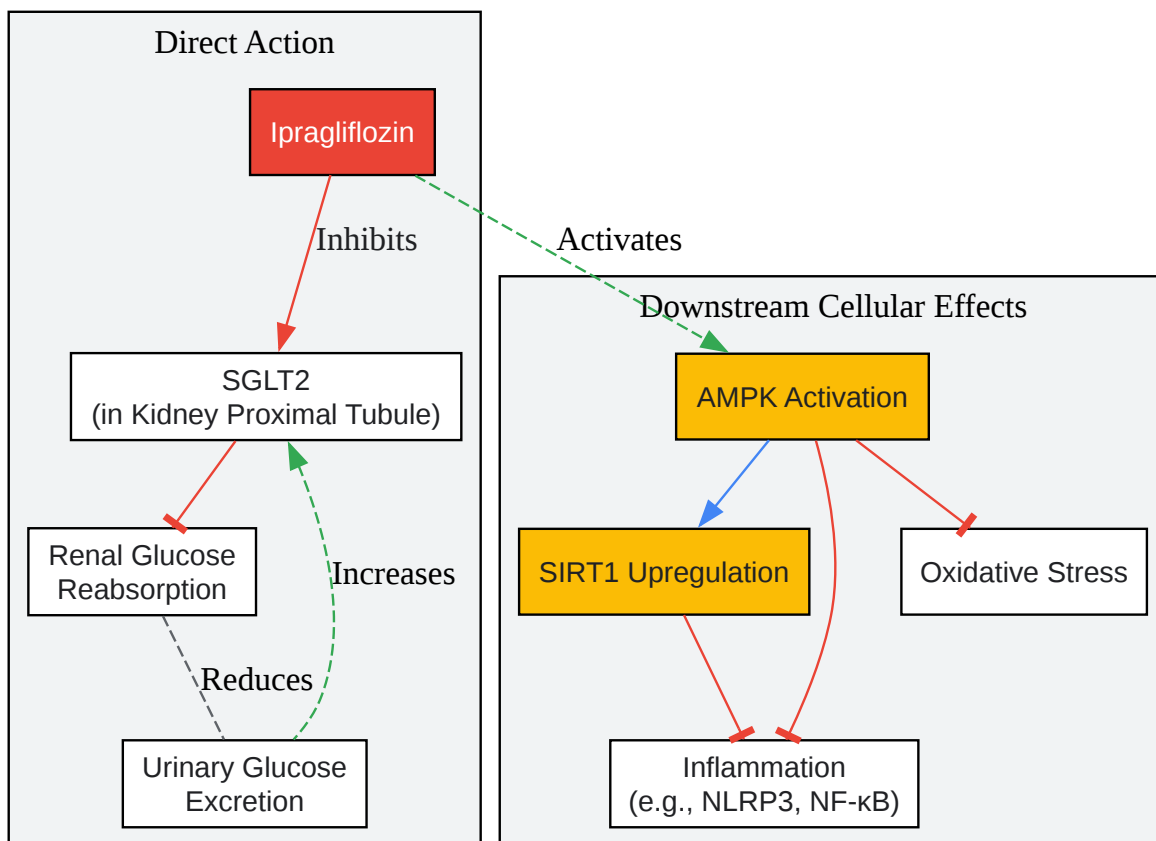 Direct Action
Ipragliflozin
Inhibits
Activates
Downstream Cellular Effects
SGLT2
(in Kidney Proximal Tubule)
AMPK Activation
Renal Glucose
Reabsorption
Increases
SIRT1 Upregulation
Oxidative Stress
Reduces
Urinary Glucose
Excretion
Inflammation
(e.g., NLRP3, NF-κB)